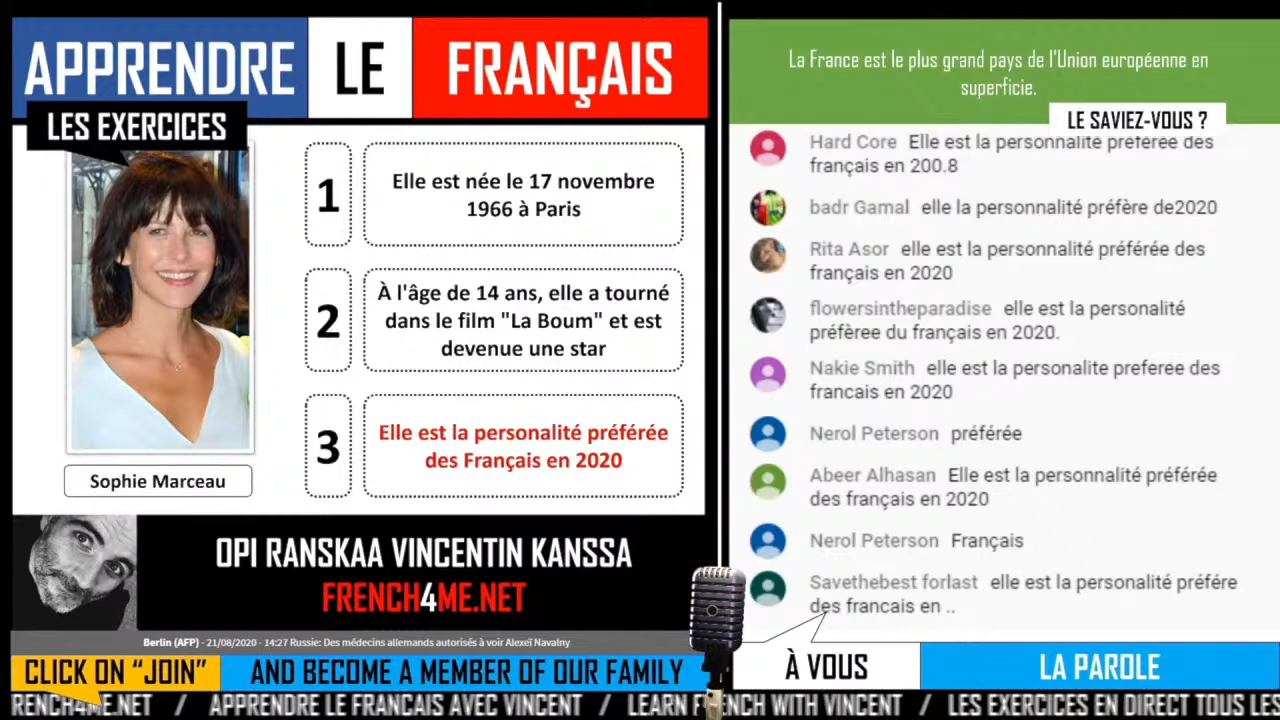 APPRENDRE LE FRANÇAIS
LES EXERCICES
1
Elle est née le 17 novembre
1966 à Paris
2
À l'âge de 14 ans, elle a tourné
dans le film "La Boum" et est
devenue une star
3
Elle est la personalité préférée
des Français en 2020
Sophie Marceau
OPI RANSKAA VINCENTIN KANSSA
FRENCH4ME.NET
Berlin (AFP) - 21/08/2020 - 14:27 Russie: Des médecins allemands autorisés à voir Alexeï Navalny
CLICK ON “JOIN” AND BECOME A MEMBER OF OUR FAMILY
La France est le plus grand pays de l'Union européenne en
superficie.
LE SAVIEZ-VOUS ?
Hard Core Elle est la personnalité préférée des
français en 200.8
badr Gamal elle la personnalité préfère de2020
Rita Asor elle est la personnalité préférée des
français en 2020
flowersintheparadise elle est la personalité
préfèree du français en 2020.
Nakie Smith elle est la personalite preferee des
francais en 2020
Nerol Peterson préférée
Abeer Alhasan Elle est la personnalité préférée
des français en 2020
Nerol Peterson Français
Savethebest forlast elle est la personalité préfére
des francais en ..
À VOUS LA PAROLE
RENCH4ME.NET / APPRENDRE LE FRANCAIS AVEC VINCENT / LEARN FRENCH WITH VINCENT / LES EXERCICES EN DIRECT TOUS LES